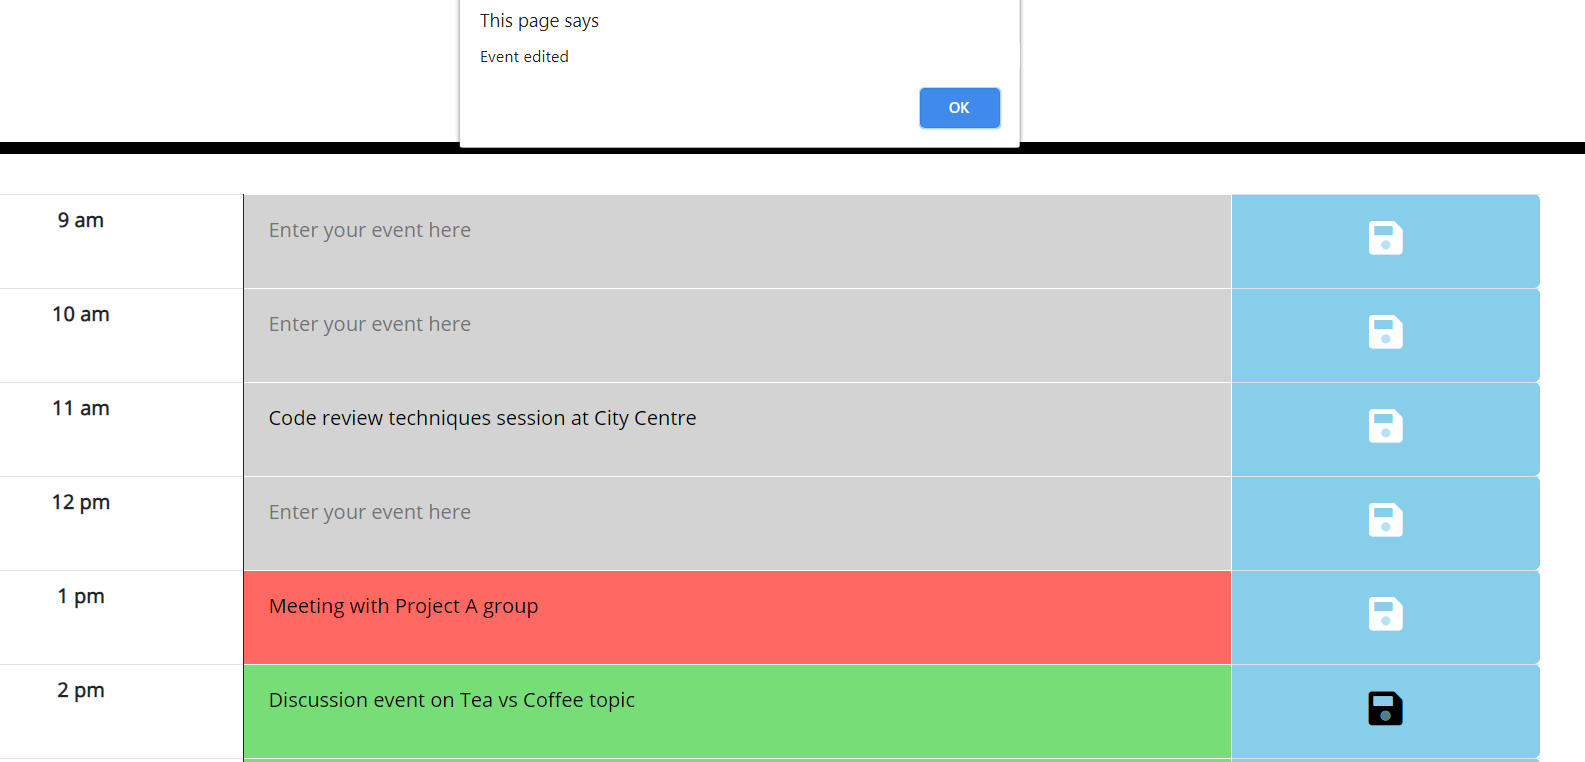 This page says
Event edited
OK
9 am
Enter your event here
10 am
Enter your event here
11 am
Code review techniques session at City Centre
12 pm
Enter your event here
1 pm
Meeting with Project A group
2 pm
Discussion event on Tea vs Coffee topic